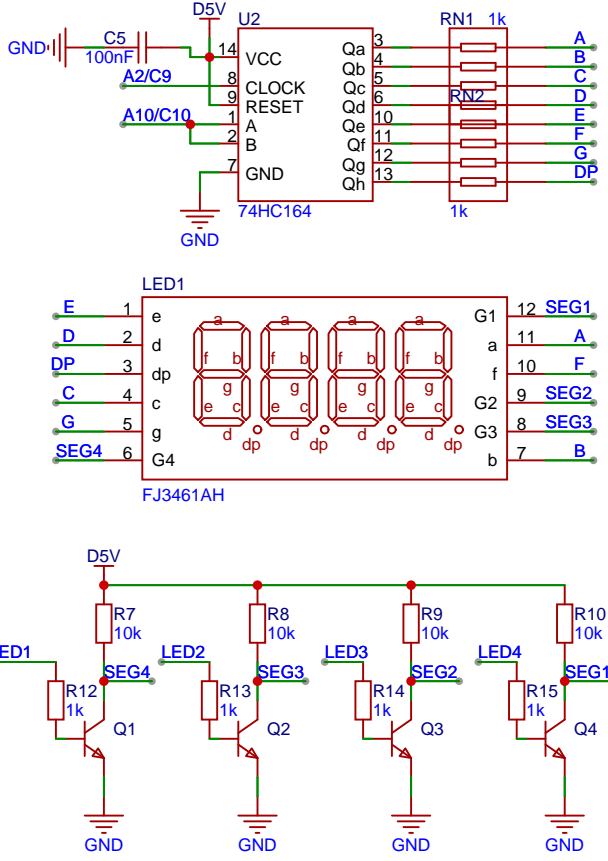 D5V
U2
RN1 1k
GND
C5
100nF
14 VCC
Qa 3
A
Qb 4
B
A2/C9
8 CLOCK
Qc 5
C
9 RESET
Qd 6
RN2
D
A10/C10
1 A
Qe 10
E
2 B
Qf 11
F
Qg 12
G
7 GND
Qh 13
DP
74HC164
1k
GND
LED1
E 1 e
G1 12 SEG1
D 2 d
a 11 A
DP 3 dp
f 10 F
C 4 c
G2 9 SEG2
G 5 g
G3 8 SEG3
SEG4 6 G4
b 7 B
a a a a
f b f b f b f b
g g g g
e c e c e c e c
d dp d dp d dp d dp
FJ3461AH
D5V
R7 R8 R9 R10
10k 10k 10k 10k
ED1 LED2 LED3 LED4
SEG4 SEG3 SEG2 SEG1
R12 R13 R14 R15
1k 1k 1k 1k
Q1 Q2 Q3 Q4
GND GND GND GND